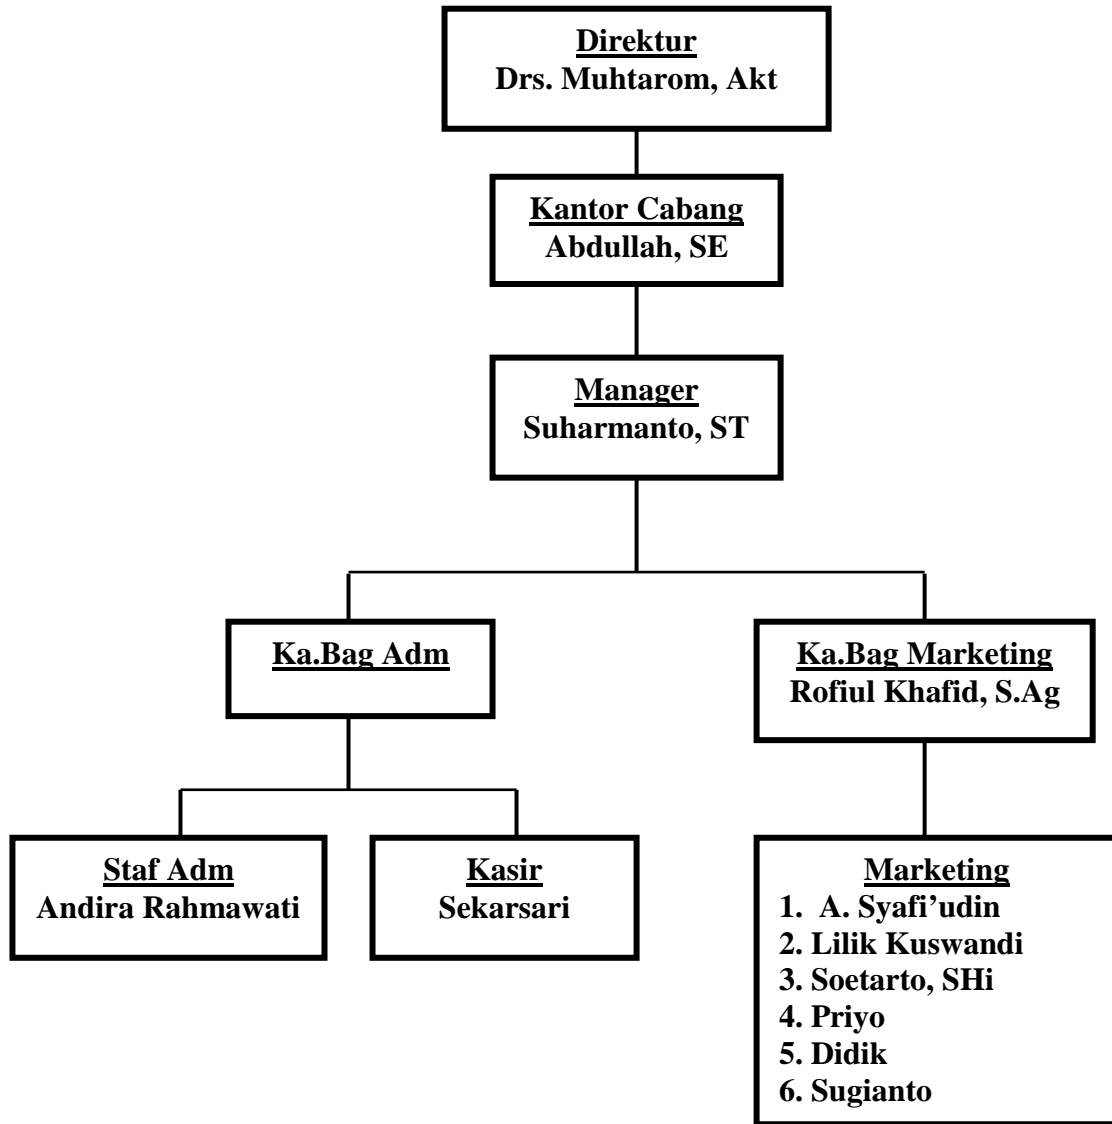 Direktur
Drs. Muhtarom, Akt
Kantor Cabang
Abdullah, SE
Manager
Suharmanto, ST
Ka.Bag Adm
Ka.Bag Marketing
Rofiul Khafid, S.Ag
Staf Adm
Andira Rahmawati
Kasir
Sekarsari
Marketing
1. A. Syafi’udin
2. Lilik Kuswandi
3. Soetarto, SHi
4. Priyo
5. Didik
6. Sugianto